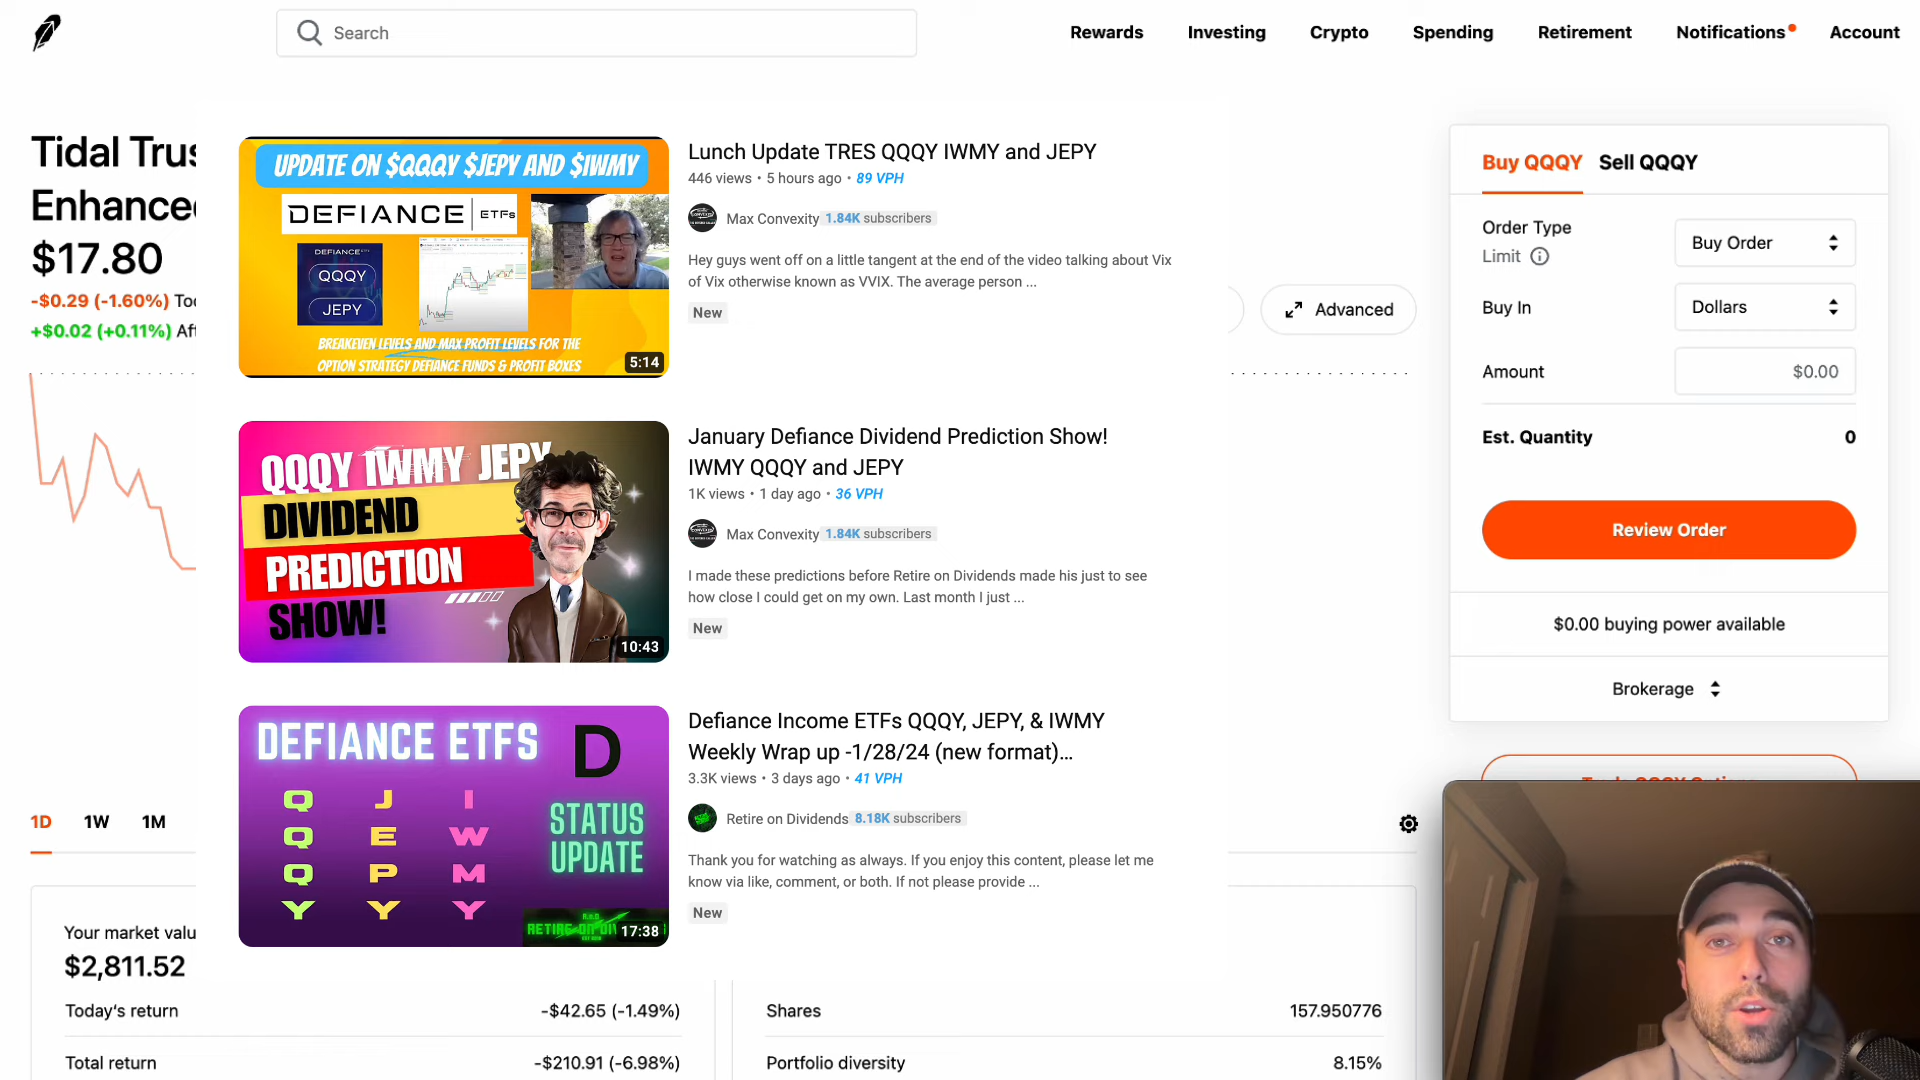 Search
Rewards
Investing
Crypto
Spending
Retirement
Notifications
Account
Tidal Trus
Enhanced
$17.80
-$0.29 (-1.60%) To
+$0.02 (+0.11%) Aft
UPDATE ON $QQQY $JEPY AND $IWMY
DEFIANCE ETFs
DEFIANCE
QQQY
JEPY
BREAKEVEN LEVELS AND MAX PROFIT LEVELS FOR THE
OPTION STRATEGY DEFIANCE FUNDS & PROFIT BOXES
5:14
Lunch Update TRES QQQY IWMY and JEPY
446 views • 5 hours ago • 89 VPH
Max Convexity 1.84K subscribers
Hey guys went off on a little tangent at the end of the video talking about Vix
of Vix otherwise known as VVIX. The average person ...
New
QQQY IWMY JEPY
DIVIDEND
PREDICTION
SHOW!
10:43
January Defiance Dividend Prediction Show!
IWMY QQQY and JEPY
1K views • 1 day ago • 36 VPH
Max Convexity 1.84K subscribers
I made these predictions before Retire on Dividends made his just to see
how close I could get on my own. Last month I just ...
New
DEFIANCE ETFS
D
Q J I
Q E W
Q P M
Y Y Y
STATUS
UPDATE
17:38
Defiance Income ETFs QQQY, JEPY, & IWMY
Weekly Wrap up -1/28/24 (new format)...
3.3K views • 3 days ago • 41 VPH
Retire on Dividends 8.18K subscribers
Thank you for watching as always. If you enjoy this content, please let me
know via like, comment, or both. If not please provide ...
New
Advanced
1D 1W 1M
Your market valu
$2,811.52
Today's return -$42.65 (-1.49%)
Total return -$210.91 (-6.98%)
Shares 157.950776
Portfolio diversity 8.15%
Buy QQQY Sell QQQY
Order Type
Limit
Buy Order
Buy In Dollars
Amount $0.00
Est. Quantity 0
Review Order
$0.00 buying power available
Brokerage